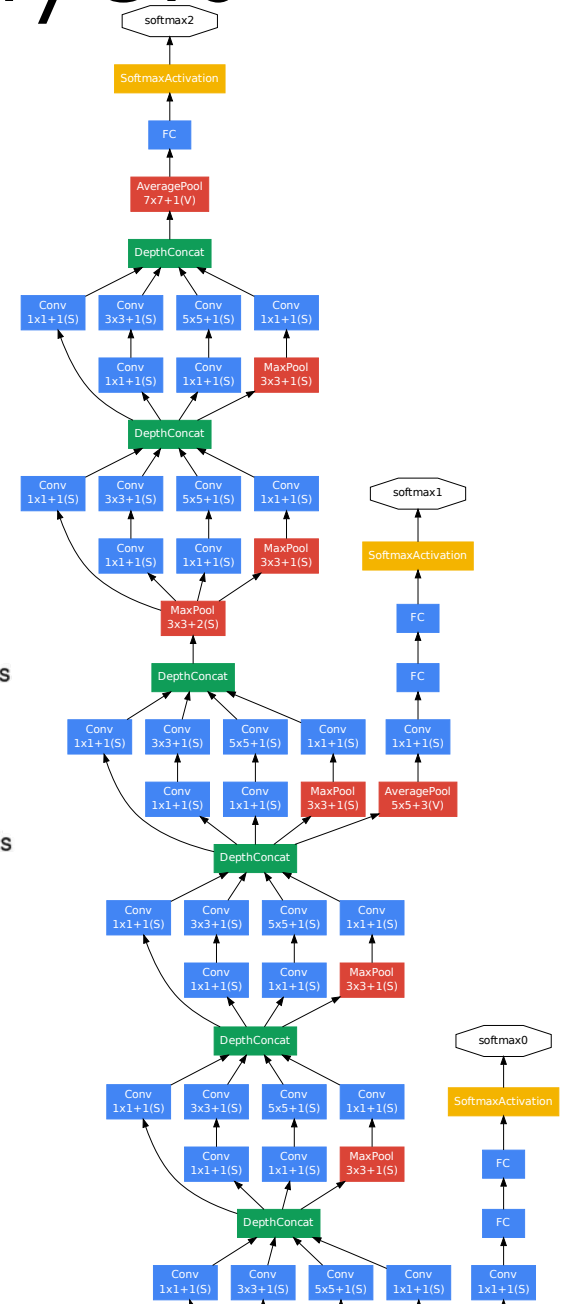 softmax2
SoftmaxActivation
FC
AveragePool
7x7+1(V)
DepthConcat
Conv Conv Conv Conv
1x1+1(S) 3x3+1(S) 5x5+1(S) 1x1+1(S)
Conv Conv MaxPool
1x1+1(S) 1x1+1(S) 3x3+1(S)
DepthConcat
Conv Conv Conv Conv
1x1+1(S) 3x3+1(S) 5x5+1(S) 1x1+1(S)
softmax1
Conv Conv MaxPool
1x1+1(S) 1x1+1(S) 3x3+1(S)
SoftmaxActivation
MaxPool
3x3+2(S)
FC
s
DepthConcat
FC
Conv Conv Conv Conv Conv
1x1+1(S) 3x3+1(S) 5x5+1(S) 1x1+1(S) 1x1+1(S)
Conv Conv MaxPool AveragePool
1x1+1(S) 1x1+1(S) 3x3+1(S) 5x5+3(V)
s
DepthConcat
Conv Conv Conv Conv
1x1+1(S) 3x3+1(S) 5x5+1(S) 1x1+1(S)
Conv Conv MaxPool
1x1+1(S) 1x1+1(S) 3x3+1(S)
DepthConcat
softmax0
Conv Conv Conv Conv
1x1+1(S) 3x3+1(S) 5x5+1(S) 1x1+1(S)
SoftmaxActivation
Conv Conv MaxPool
1x1+1(S) 1x1+1(S) 3x3+1(S)
FC
DepthConcat
FC
Conv Conv Conv Conv Conv
1x1+1(S) 3x3+1(S) 5x5+1(S) 1x1+1(S) 1x1+1(S)